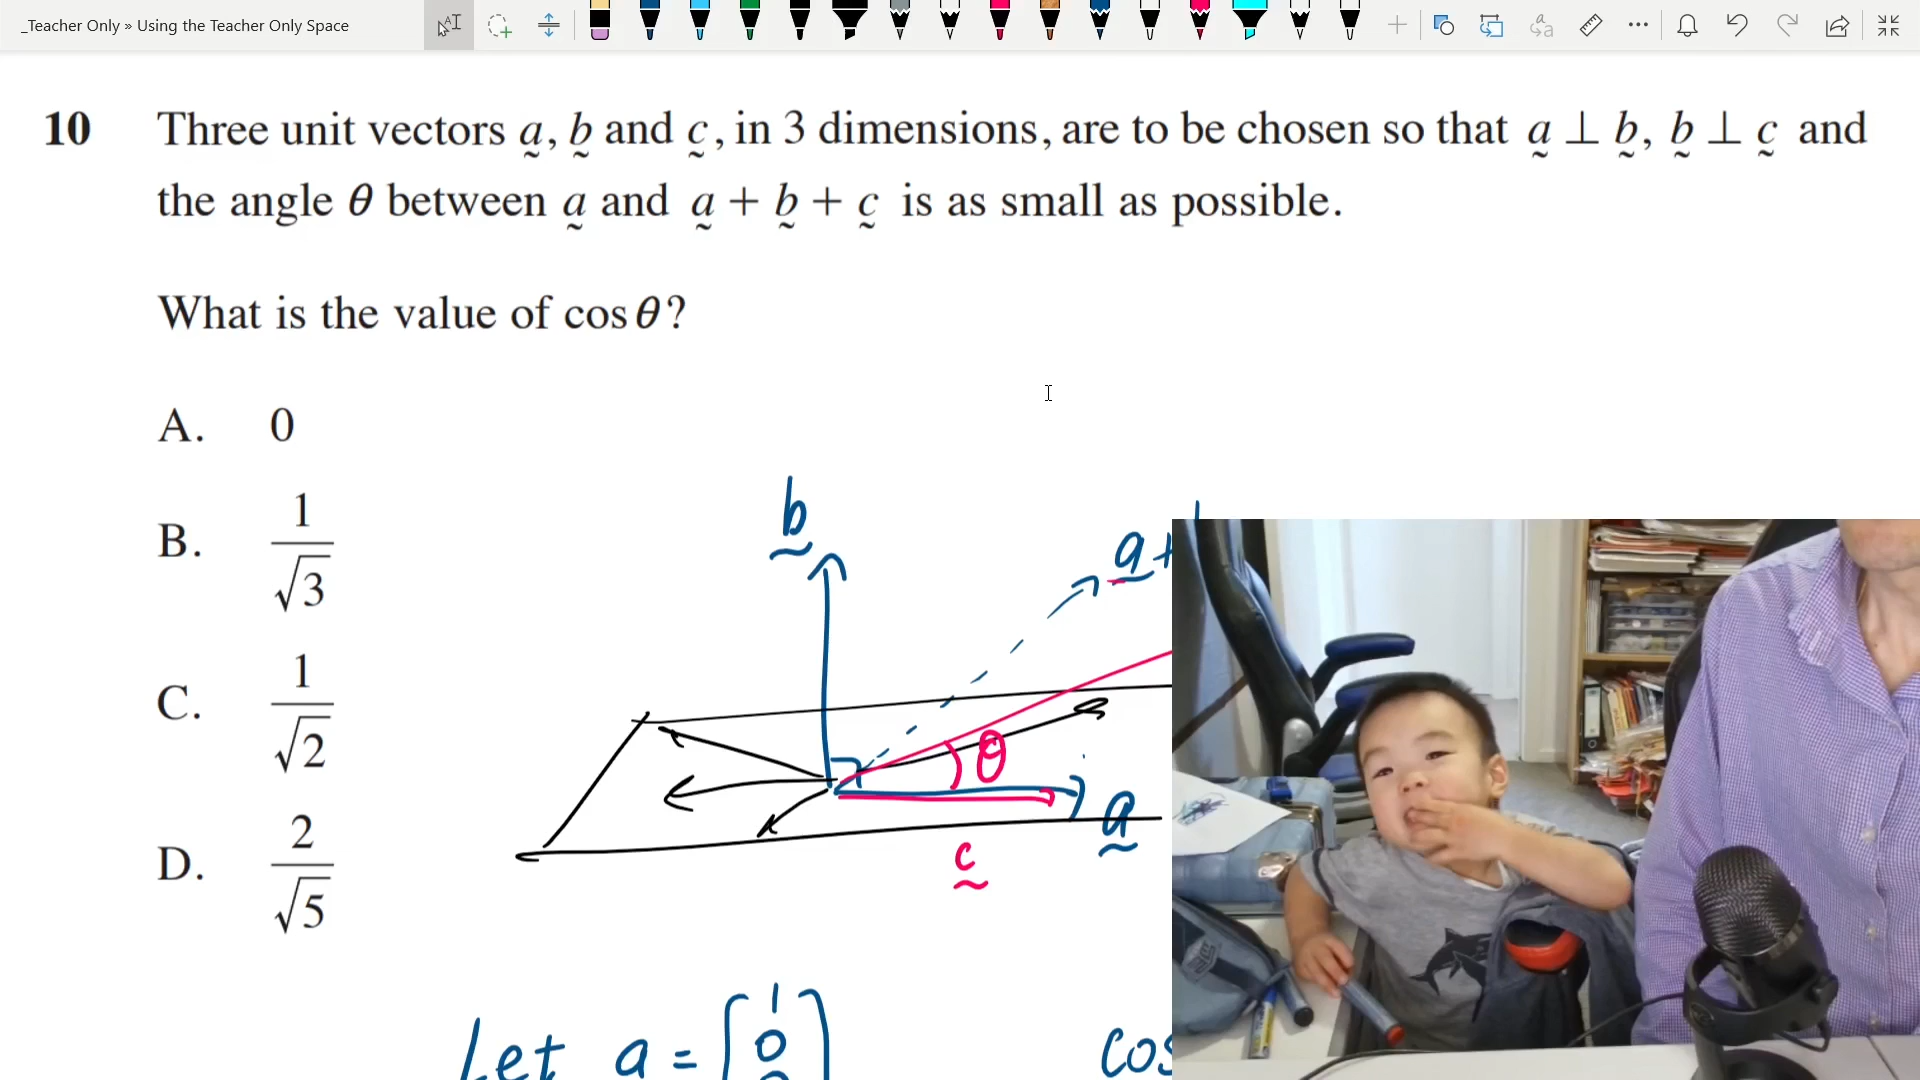 _Teacher Only » Using the Teacher Only Space
10 Three unit vectors a, b and c, in 3 dimensions, are to be chosen so that a ⊥ b, b ⊥ c and
the angle θ between a and a + b + c is as small as possible.
What is the value of cos θ?
A. 0
B. 1/√3
C. 1/√2
D. 2/√5
b
a+
θ
a
c
Let a = [1 0
cos